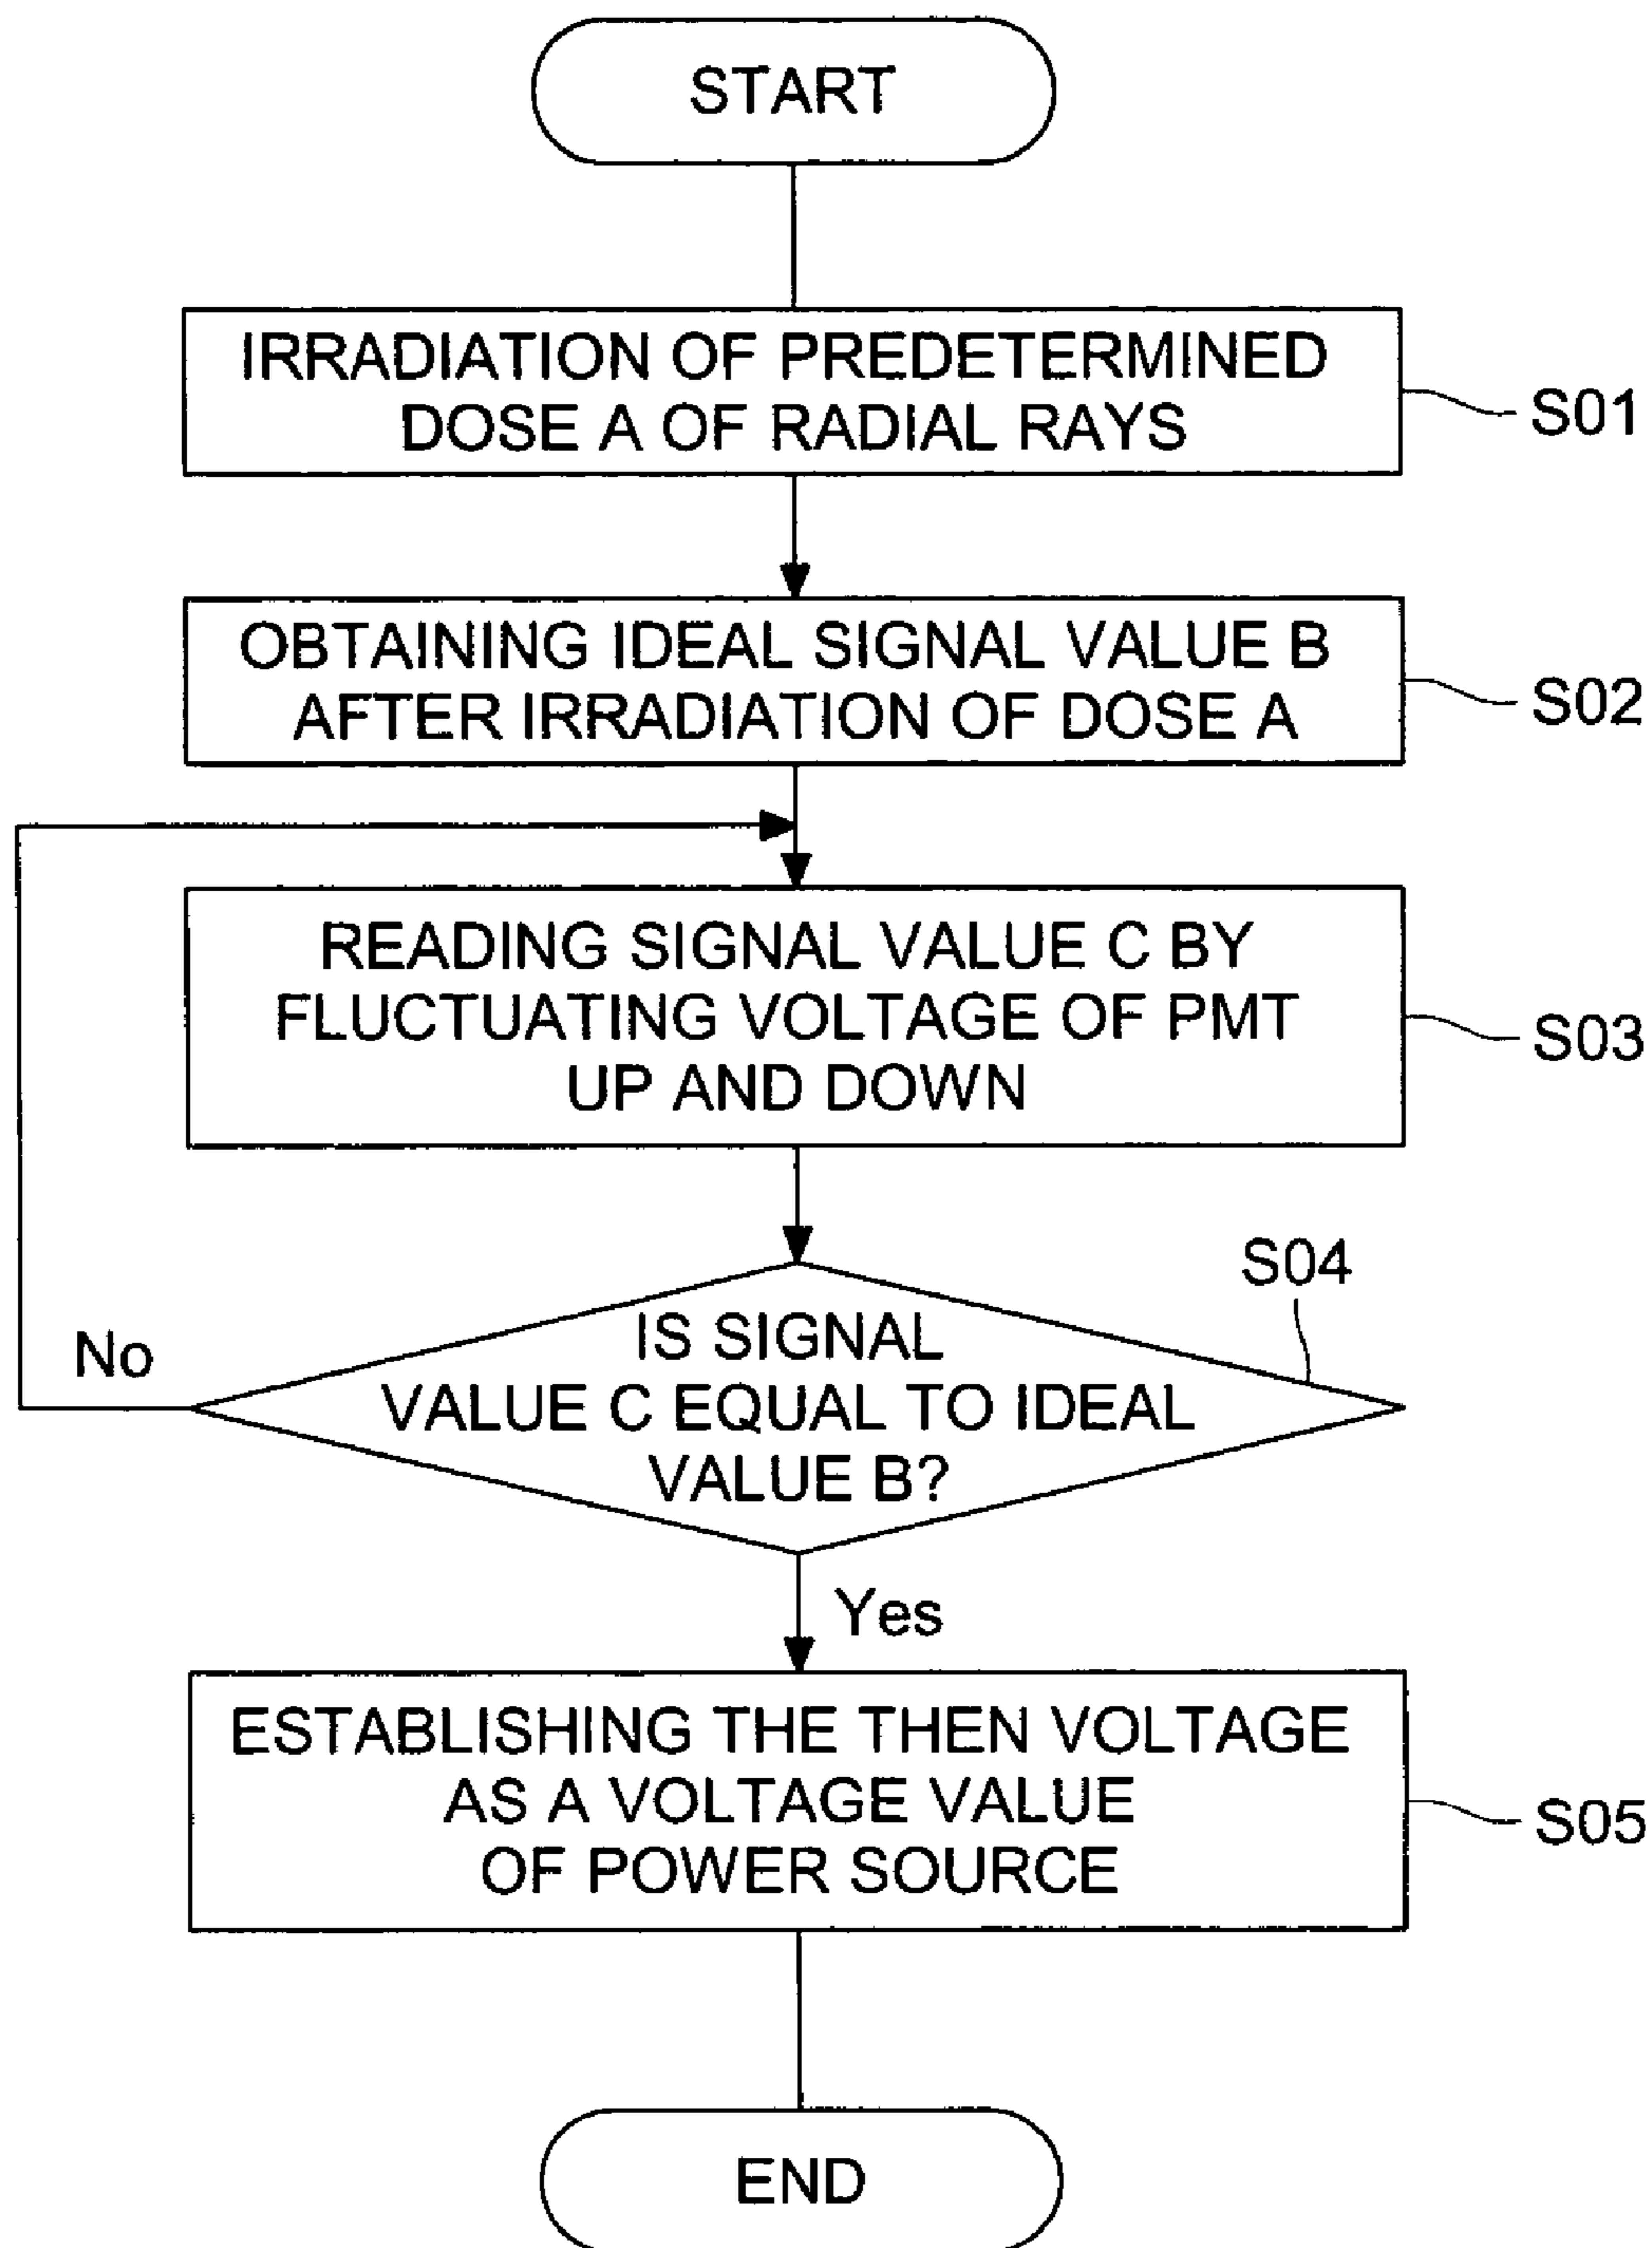 START
IRRADIATION OF PREDETERMINED
DOSE A OF RADIAL RAYS
S01
OBTAINING IDEAL SIGNAL VALUE B
AFTER IRRADIATION OF DOSE A
S02
READING SIGNAL VALUE C BY
FLUCTUATING VOLTAGE OF PMT
UP AND DOWN
S03
S04
IS SIGNAL
VALUE C EQUAL TO IDEAL
VALUE B?
No
Yes
ESTABLISHING THE THEN VOLTAGE
AS A VOLTAGE VALUE
OF POWER SOURCE
S05
END